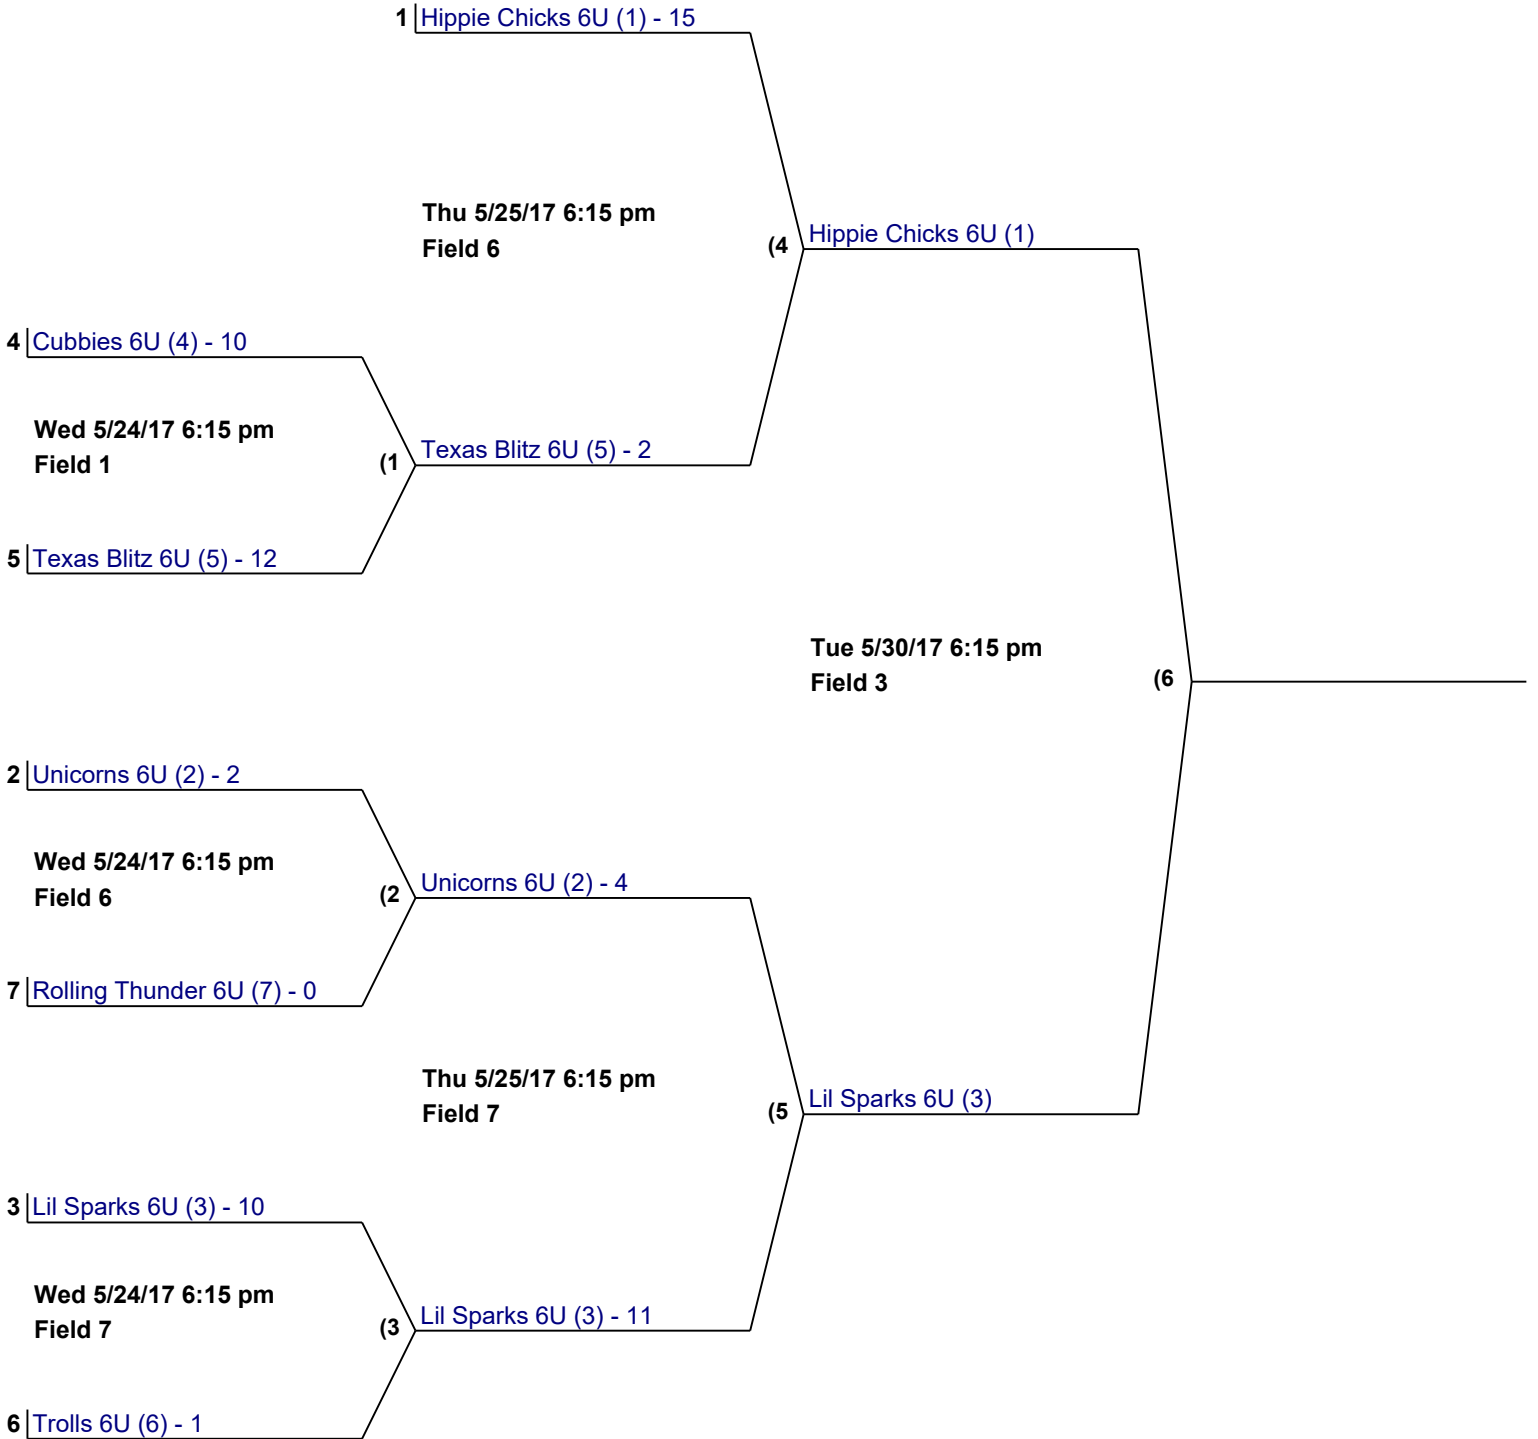 1 Hippie Chicks 6U (1) - 15
Thu 5/25/17 6:15 pm
Field 6
(4 Hippie Chicks 6U (1)
4 Cubbies 6U (4) - 10
Wed 5/24/17 6:15 pm
Field 1
(1 Texas Blitz 6U (5) - 2
5 Texas Blitz 6U (5) - 12
Tue 5/30/17 6:15 pm
Field 3
(6
2 Unicorns 6U (2) - 2
Wed 5/24/17 6:15 pm
Field 6
(2 Unicorns 6U (2) - 4
7 Rolling Thunder 6U (7) - 0
Thu 5/25/17 6:15 pm
Field 7
(5 Lil Sparks 6U (3)
3 Lil Sparks 6U (3) - 10
Wed 5/24/17 6:15 pm
Field 7
(3 Lil Sparks 6U (3) - 11
6 Trolls 6U (6) - 1